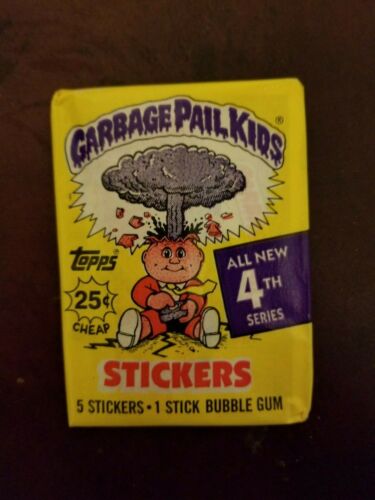 GARBAGE PAIL KIDS®
Topps
25¢
CHEAP
ALL NEW
4TH
SERIES
STICKERS
5 STICKERS • 1 STICK BUBBLE GUM